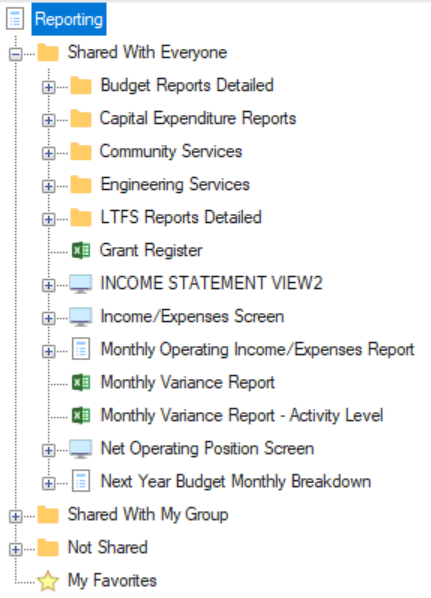 Reporting
Shared With Everyone
Budget Reports Detailed
Capital Expenditure Reports
Community Services
Engineering Services
LTFS Reports Detailed
Grant Register
INCOME STATEMENT VIEW2
Income/Expenses Screen
Monthly Operating Income/Expenses Report
Monthly Variance Report
Monthly Variance Report - Activity Level
Net Operating Position Screen
Next Year Budget Monthly Breakdown
Shared With My Group
Not Shared
My Favorites